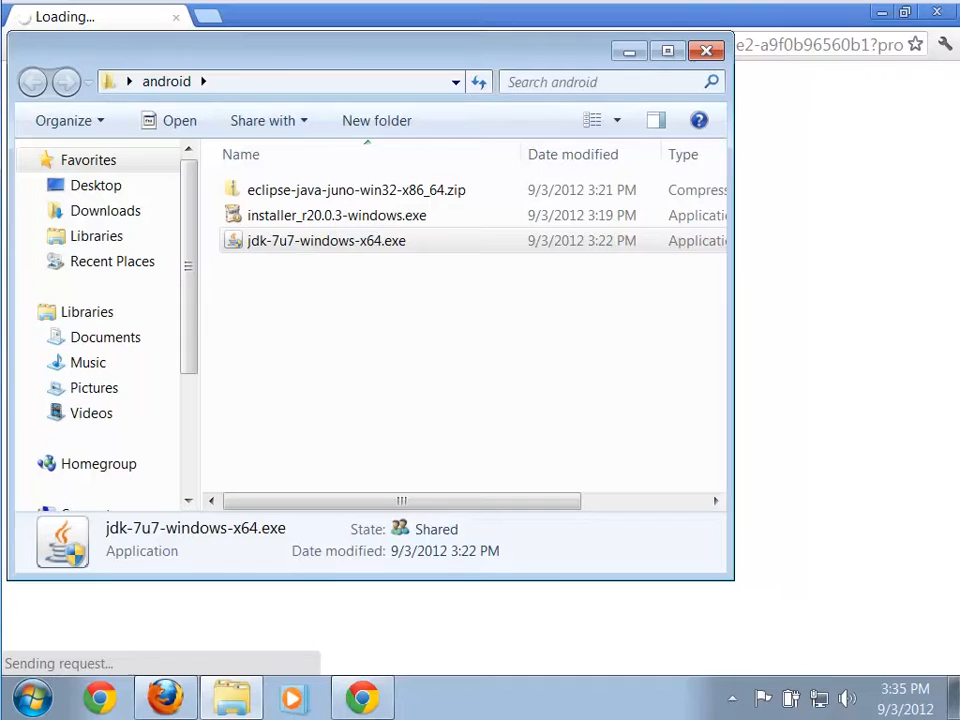 Loading...
e2-a9f0b96560b1?pro
android
Search android
Organize
Open
Share with
New folder
Name
Date modified
Type
Favorites
Desktop
Downloads
Libraries
Recent Places
Libraries
Documents
Music
Pictures
Videos
Homegroup
eclipse-java-juno-win32-x86_64.zip 9/3/2012 3:21 PM Compress
installer_r20.0.3-windows.exe 9/3/2012 3:19 PM Applicatio
jdk-7u7-windows-x64.exe 9/3/2012 3:22 PM Applicatio
jdk-7u7-windows-x64.exe State: Shared
Application Date modified: 9/3/2012 3:22 PM
Sending request...
3:35 PM
9/3/2012